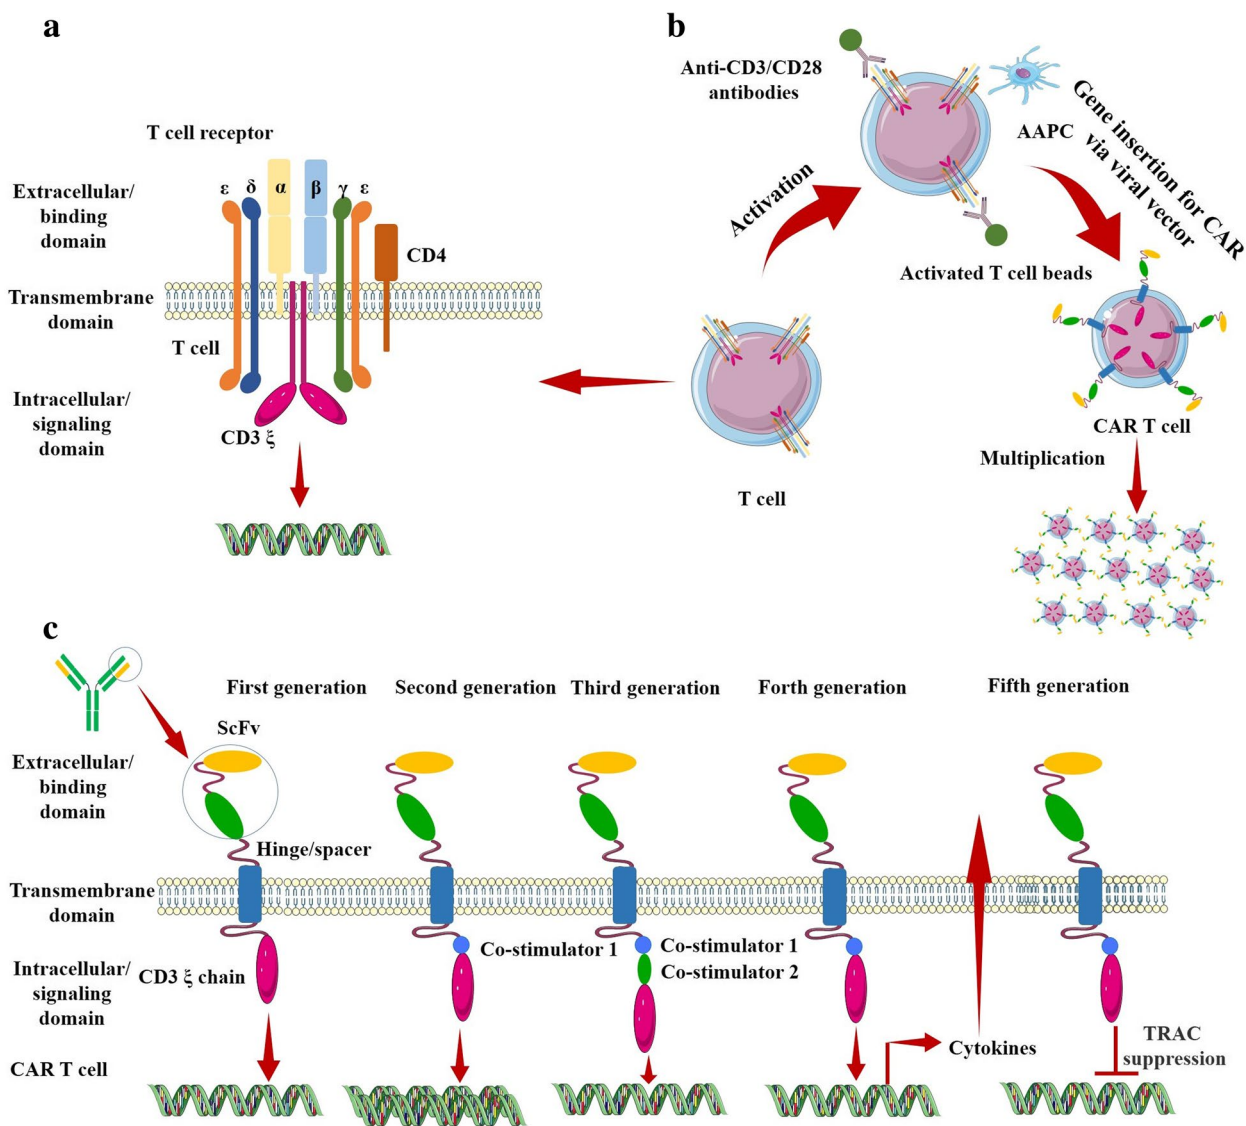 a
T cell receptor
Extracellular/
binding
domain
ε
δ
α
β
γ
ε
CD4
Transmembrane
domain
T cell
Intracellular/
signaling
domain
CD3 ξ
b
Anti-CD3/CD28
antibodies
AAPC
Gene insertion for CAR
via viral vector
Activation
Activated T cell beads
T cell
CAR T cell
Multiplication
c
First generation
Second generation
Third generation
Forth generation
Fifth generation
ScFv
Extracellular/
binding
domain
Hinge/spacer
Transmembrane
domain
Intracellular/
signaling
domain
CD3 ξ chain
Co-stimulator 1
Co-stimulator 1
Co-stimulator 2
Cytokines
TRAC
suppression
CAR T cell